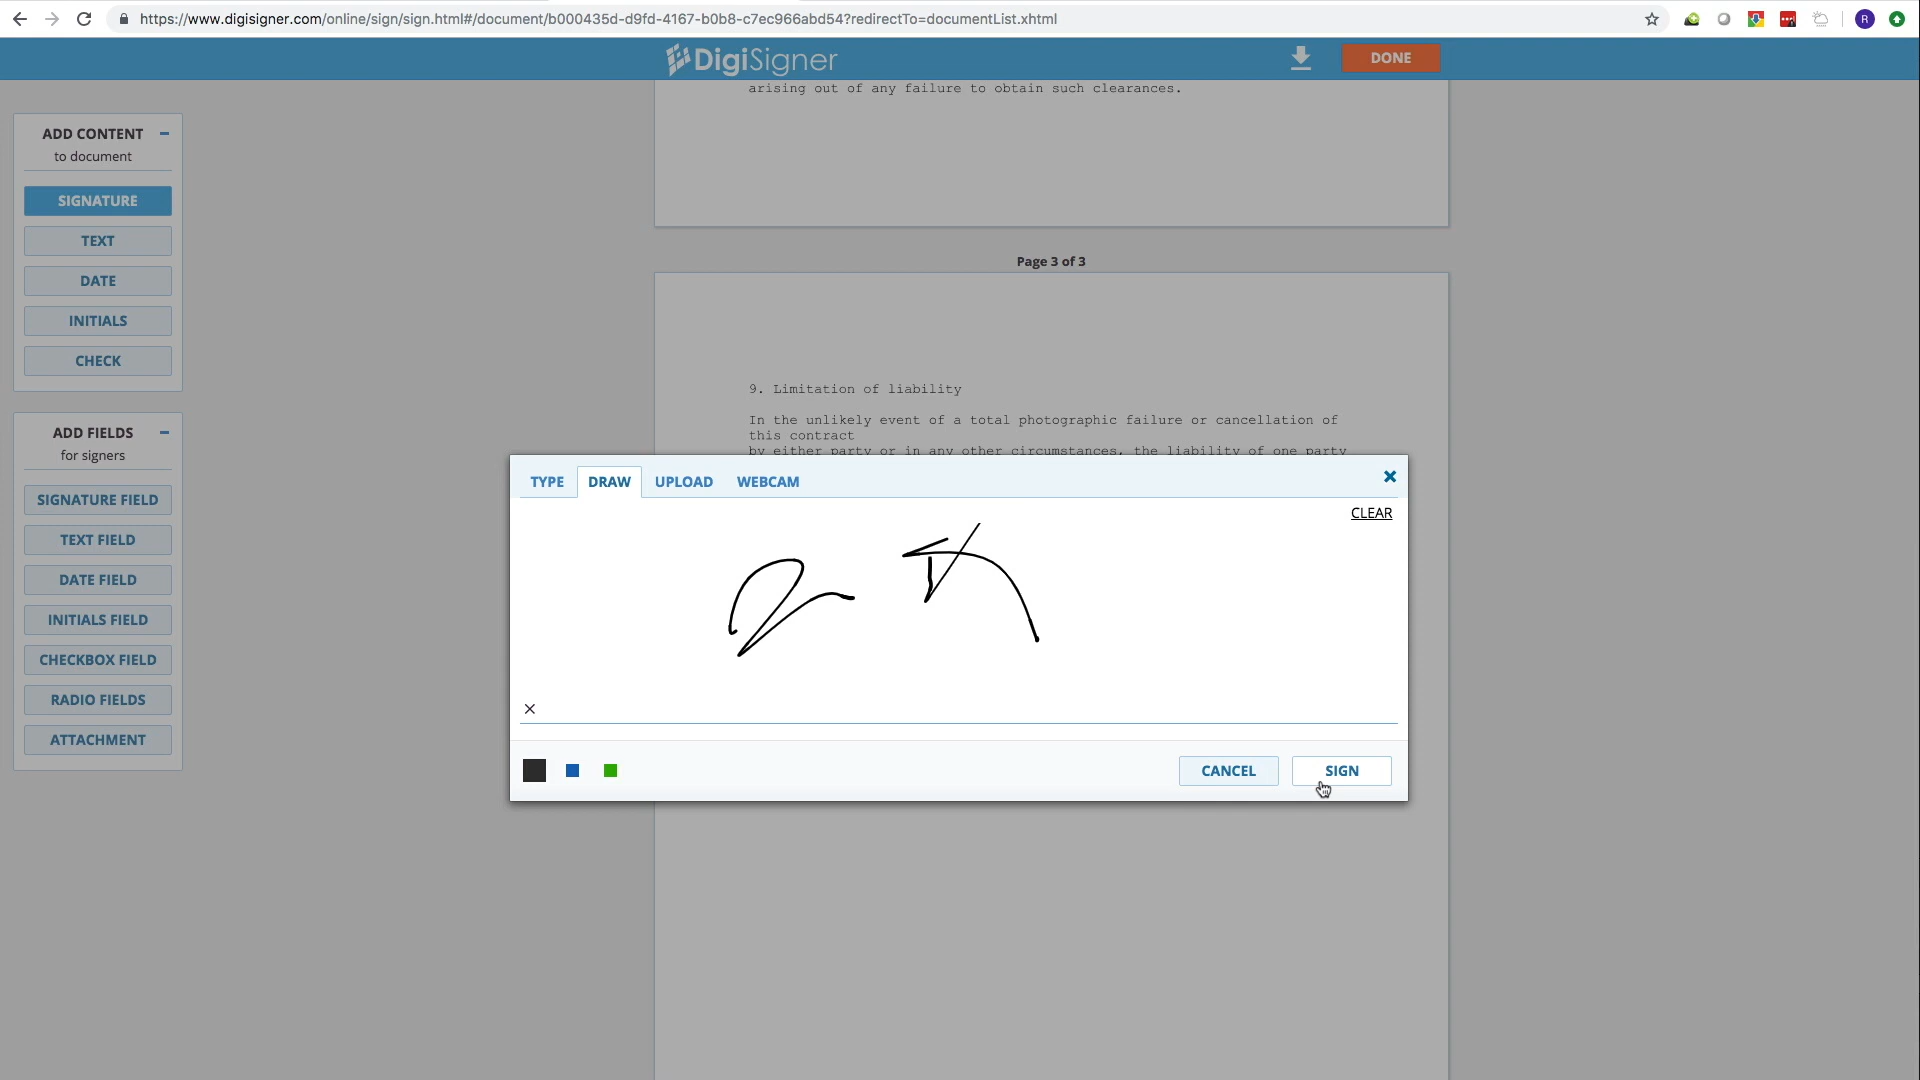 https://www.digisigner.com/online/sign/sign.html#/document/b000435d-d9fd-4167-b0b8-c7ec966abd54?redirectTo=documentList.xhtml
R
DigiSigner
DONE
arising out of any failure to obtain such clearances.
ADD CONTENT
to document
SIGNATURE
TEXT
DATE
INITIALS
CHECK
ADD FIELDS
for signers
SIGNATURE FIELD
TEXT FIELD
DATE FIELD
INITIALS FIELD
CHECKBOX FIELD
RADIO FIELDS
ATTACHMENT
Page 3 of 3
9. Limitation of liability
In the unlikely event of a total photographic failure or cancellation of
this contract
by either party or in any other circumstances, the liability of one party
TYPE DRAW UPLOAD WEBCAM
CLEAR
CANCEL SIGN